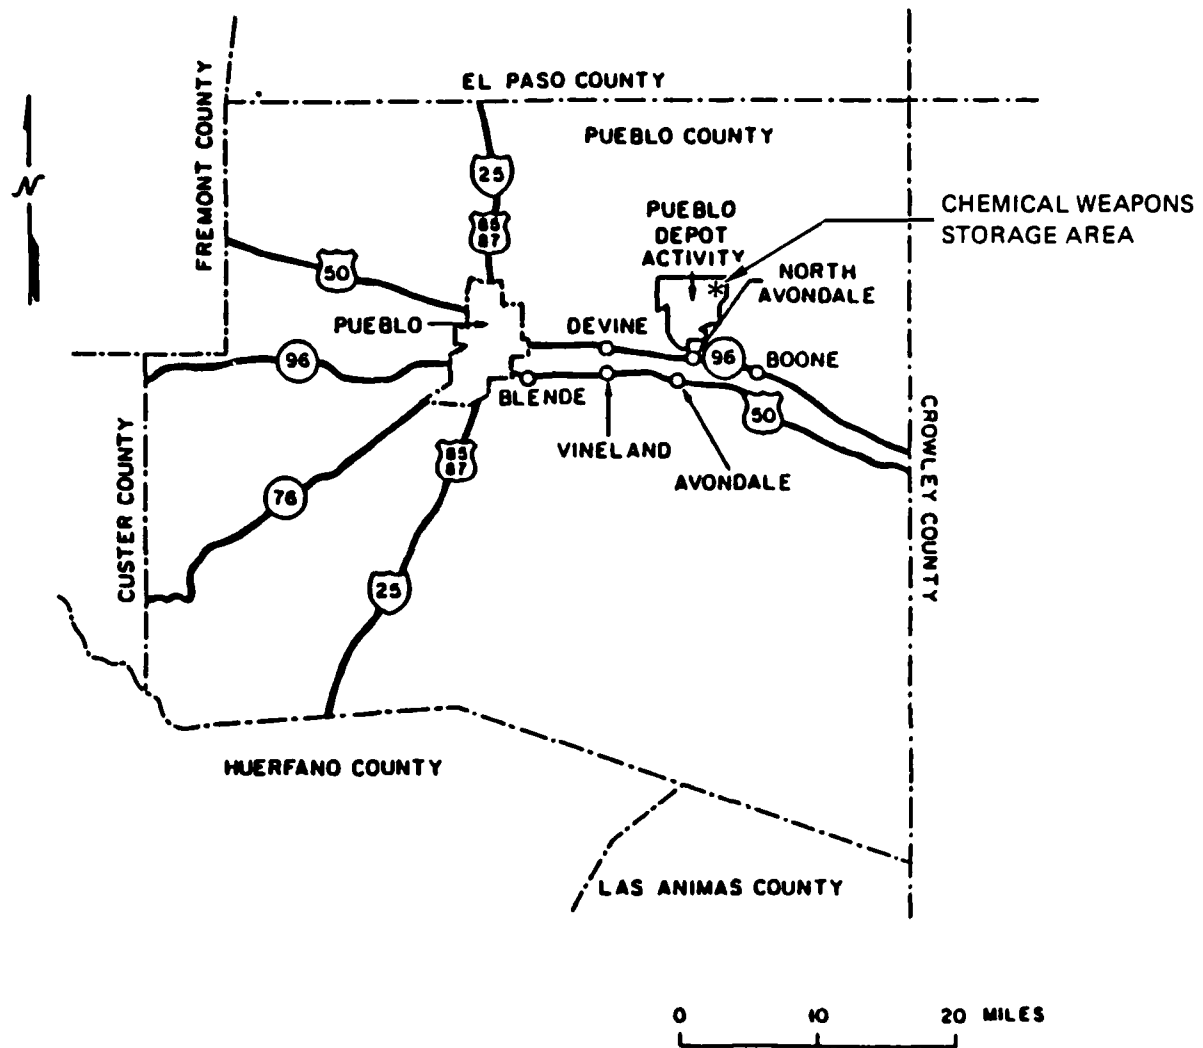 EL PASO COUNTY
FREMONT COUNTY
PUEBLO COUNTY
N
25
85
87
PUEBLO
DEPOT
ACTIVITY
CHEMICAL WEAPONS
STORAGE AREA
50
NORTH
AVONDALE
PUEBLO
DEVINE
96
96
BOONE
BLENDE
50
VINELAND
AVONDALE
CROWLEY COUNTY
CUSTER COUNTY
85
87
76
25
HUERFANO COUNTY
LAS ANIMAS COUNTY
0 10 20 MILES